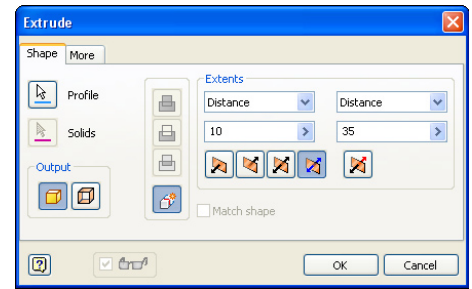 Extrude
Shape More
Extents
Profile
Distance Distance
Solids
10 35
Output
Match shape
OK Cancel